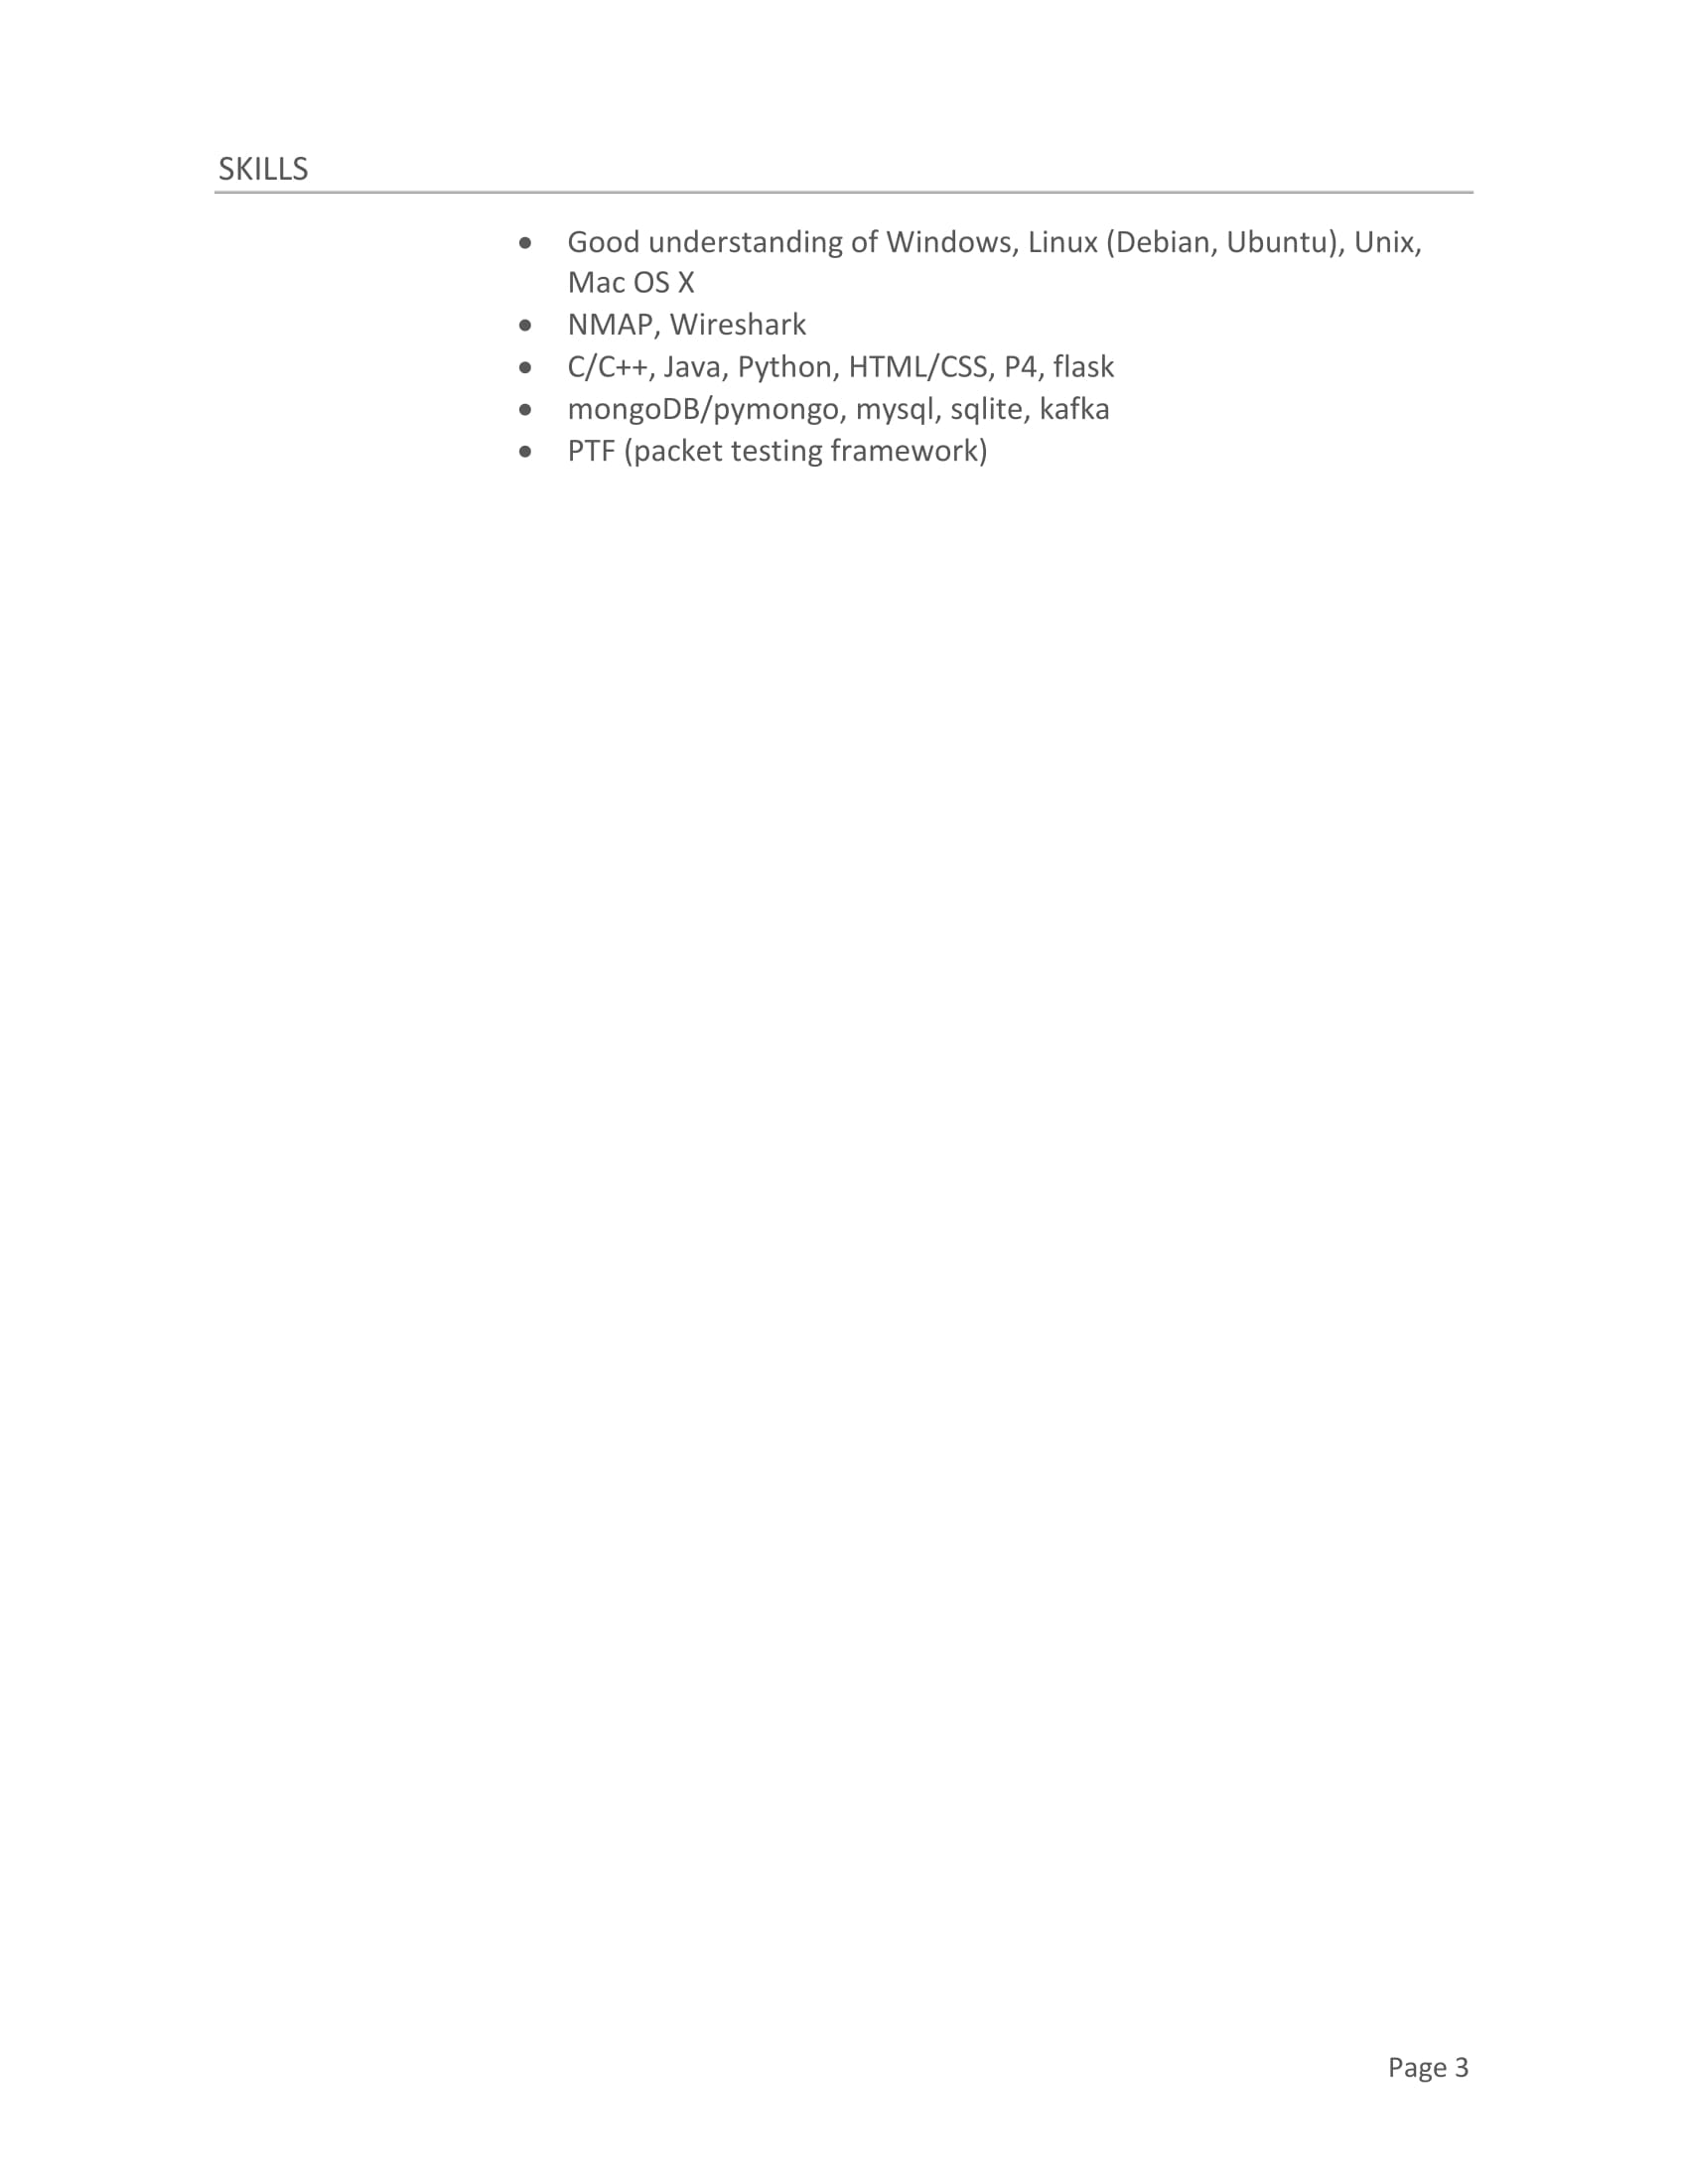 SKILLS
• Good understanding of Windows, Linux (Debian, Ubuntu), Unix,
Mac OS X
• NMAP, Wireshark
• C/C++, Java, Python, HTML/CSS, P4, flask
• mongoDB/pymongo, mysql, sqlite, kafka
• PTF (packet testing framework)
Page 3